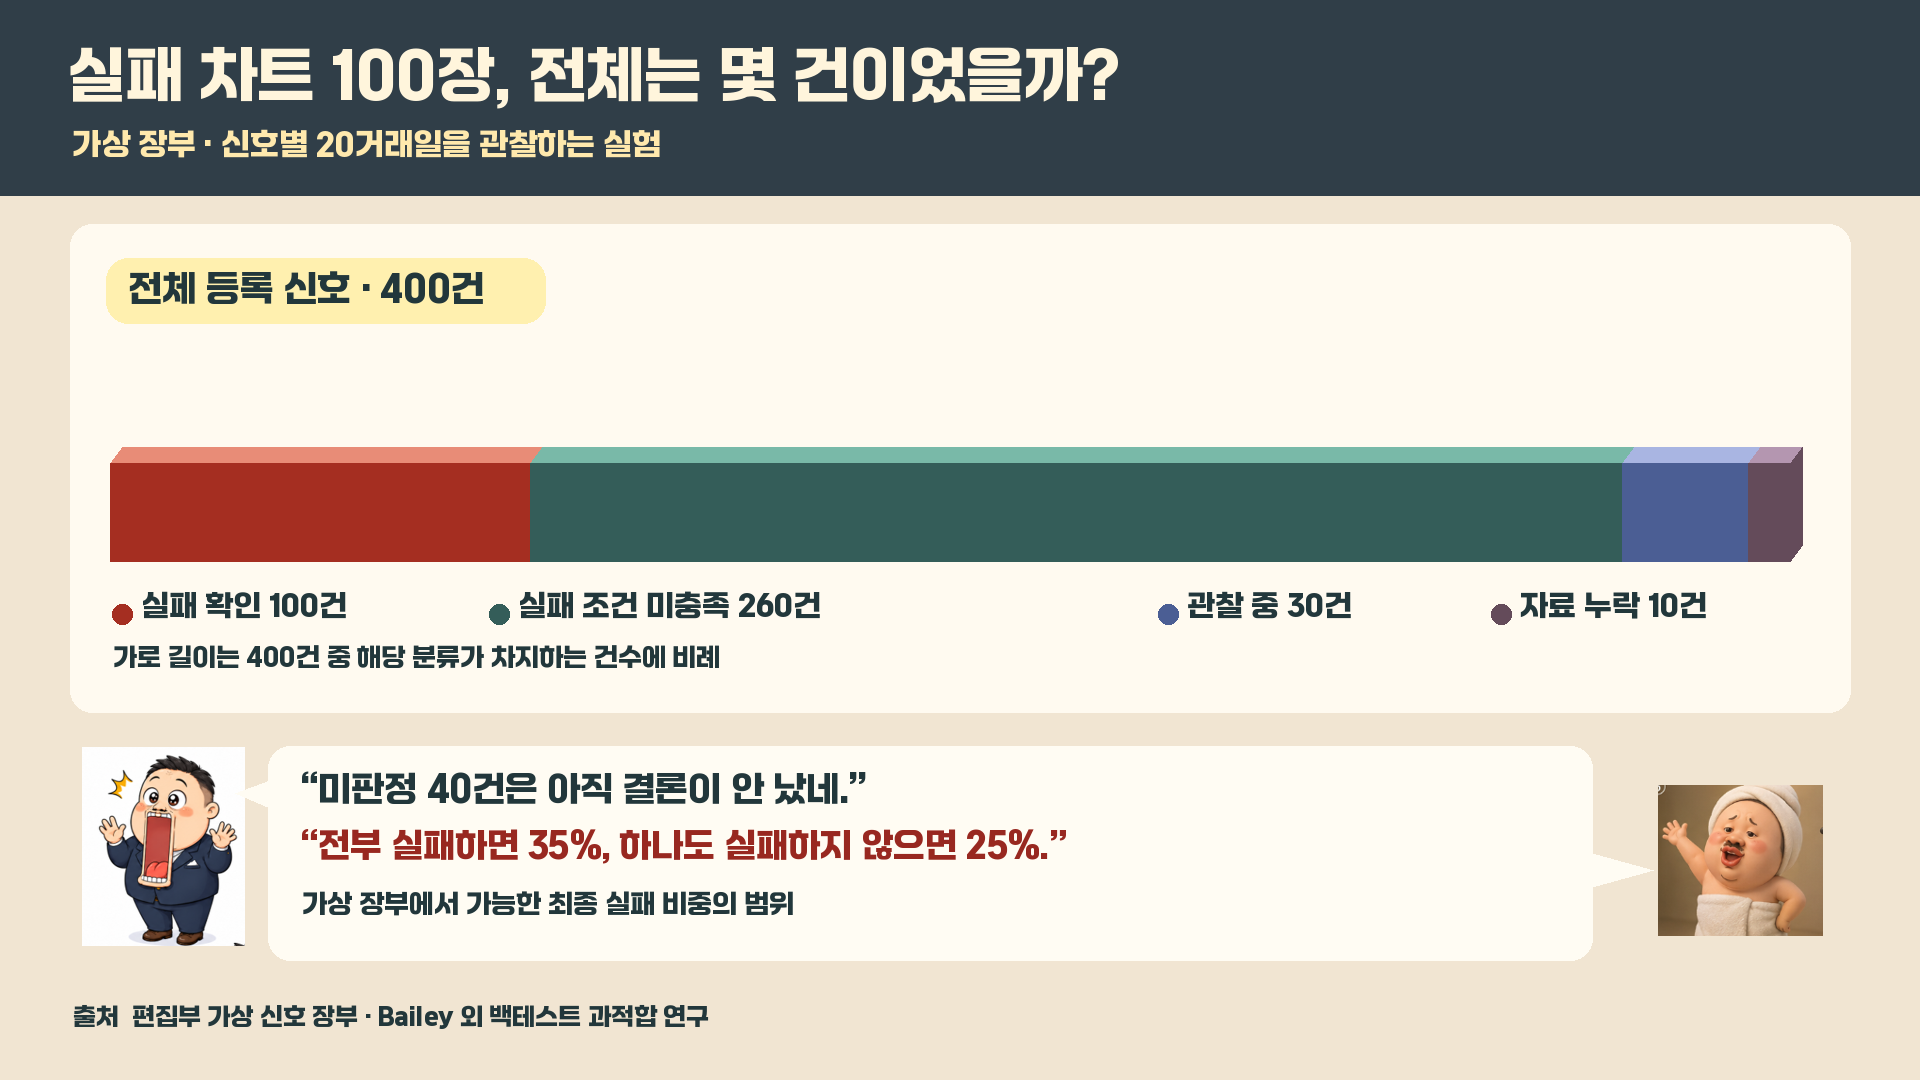 실패 차트 100장, 전체는 몇 건이었을까?
가상 장부 · 신호별 20거래일을 관찰하는 실험
전체 등록 신호 · 400건
실패 확인 100건
실패 조건 미충족 260건
관찰 중 30건
자료 누락 10건
가로 길이는 400건 중 해당 분류가 차지하는 건수에 비례
“미판정 40건은 아직 결론이 안 났네.”
“전부 실패하면 35%, 하나도 실패하지 않으면 25%.”
가상 장부에서 가능한 최종 실패 비중의 범위
출처 편집부 가상 신호 장부 · Bailey 외 백테스트 과적합 연구